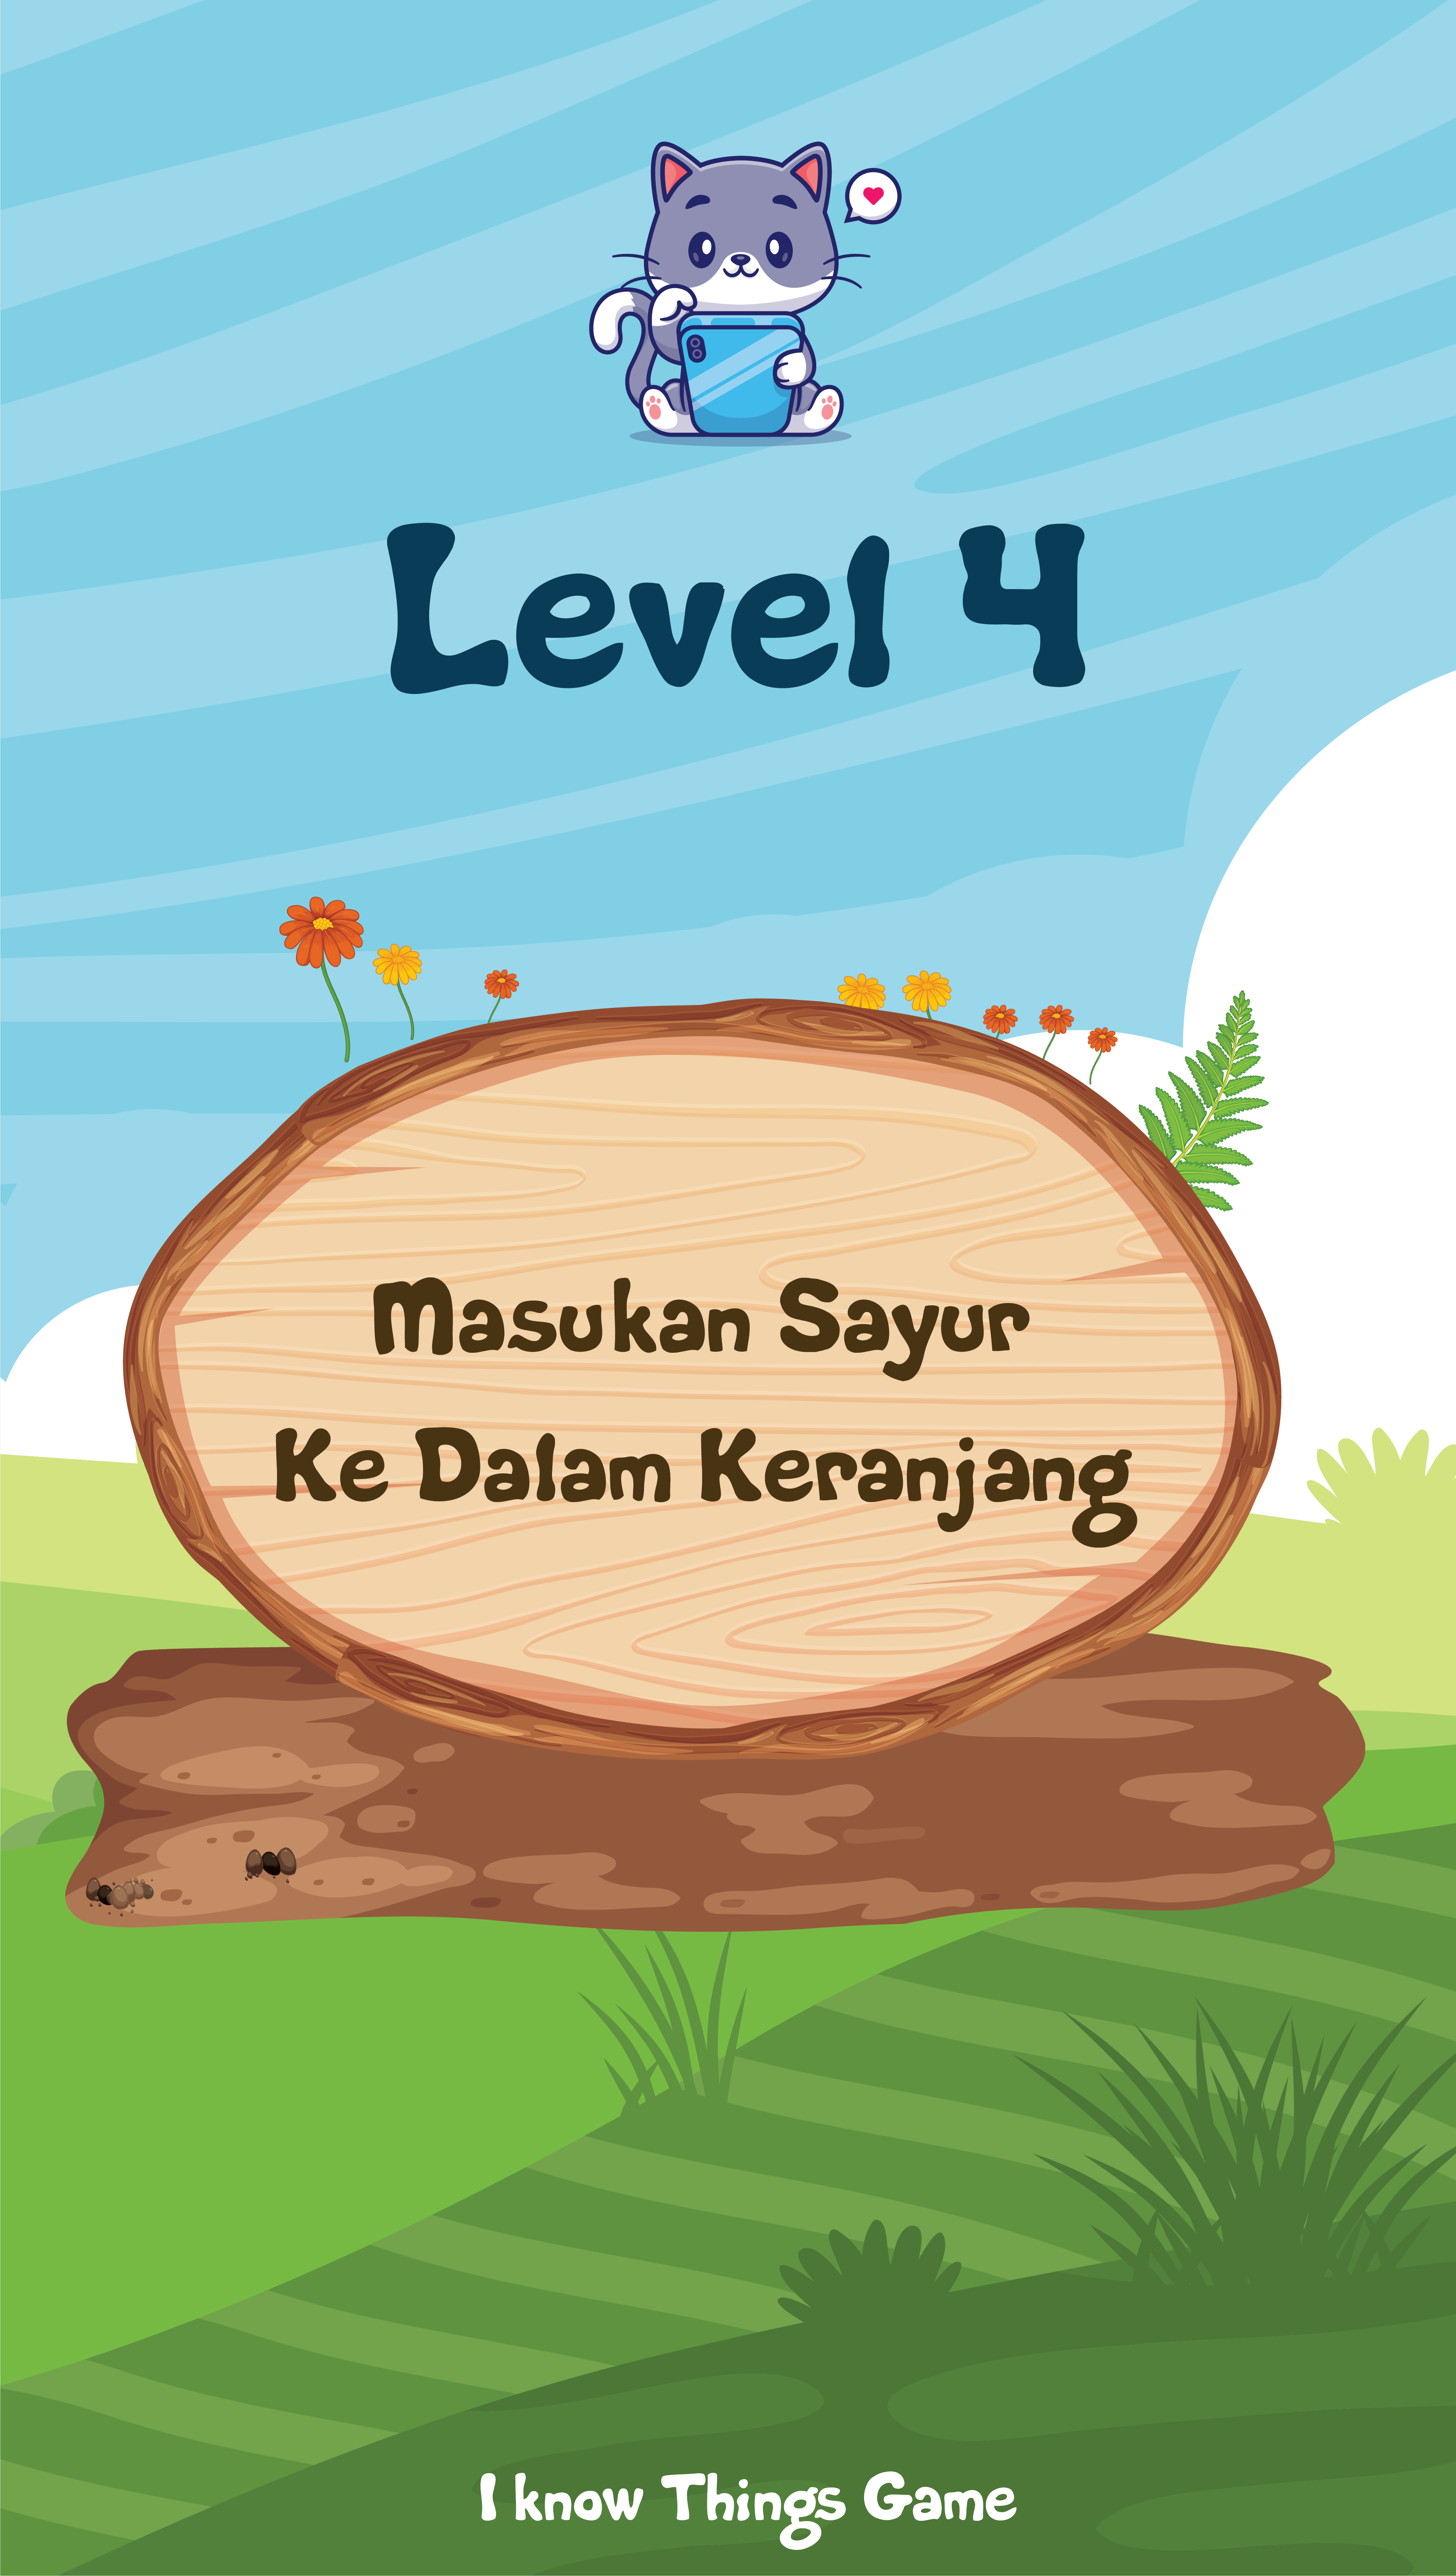 Level 4
Masukan Sayur
Ke Dalam Keranjang
I know Things Game